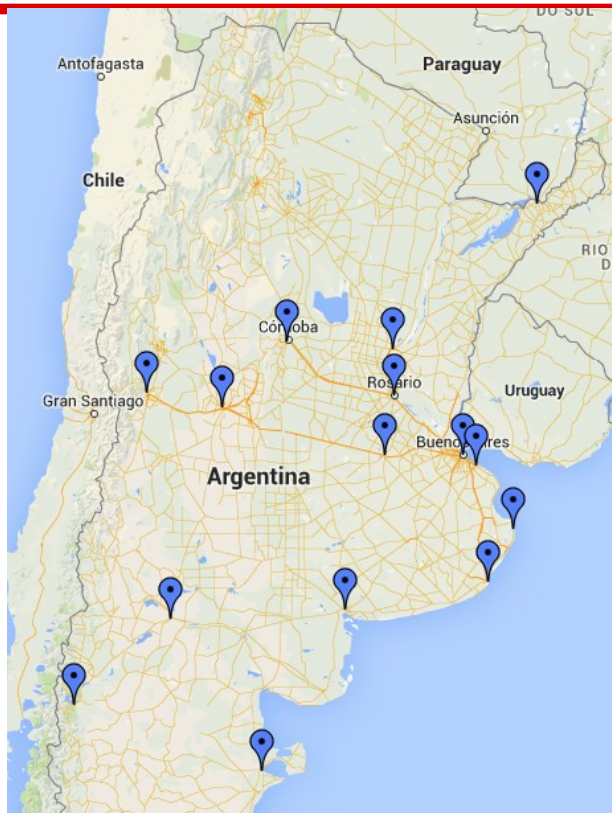 DO SUL
Antofagasta
Paraguay
Asunción
Chile
RIO
D
Córdoba
Rosario
Uruguay
Gran Santiago
Buenos Aires
Argentina